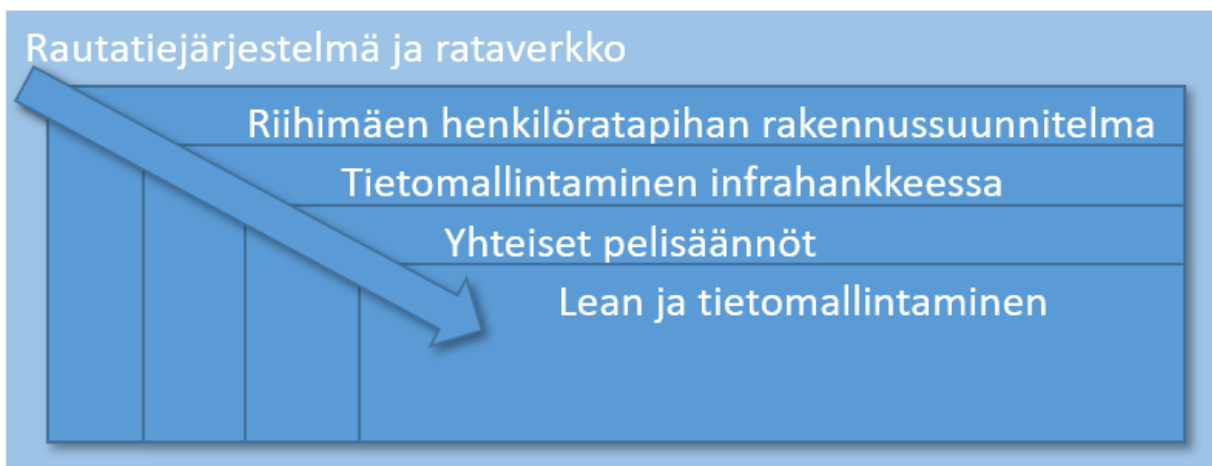 Rautatiejärjestelmä ja rataverkko
Riihimäen henkilöratapihan rakennussuunnitelma
Tietomallintaminen infrahankkeessa
Yhteiset pelisäännöt
Lean ja tietomallintaminen